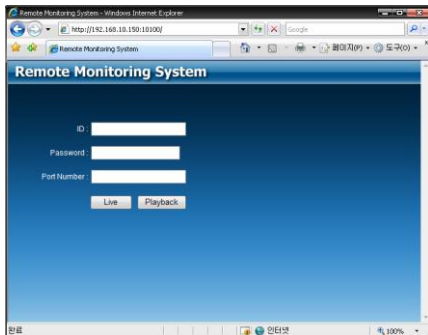 Remote Monitoring System - Windows Internet Explorer
http://192.168.10.150:10100/
Google
Remote Monitoring System
페이지(P)
도구(O)
Remote Monitoring System
ID :
Password :
Port Number :
Live
Playback
완료
인터넷
100%